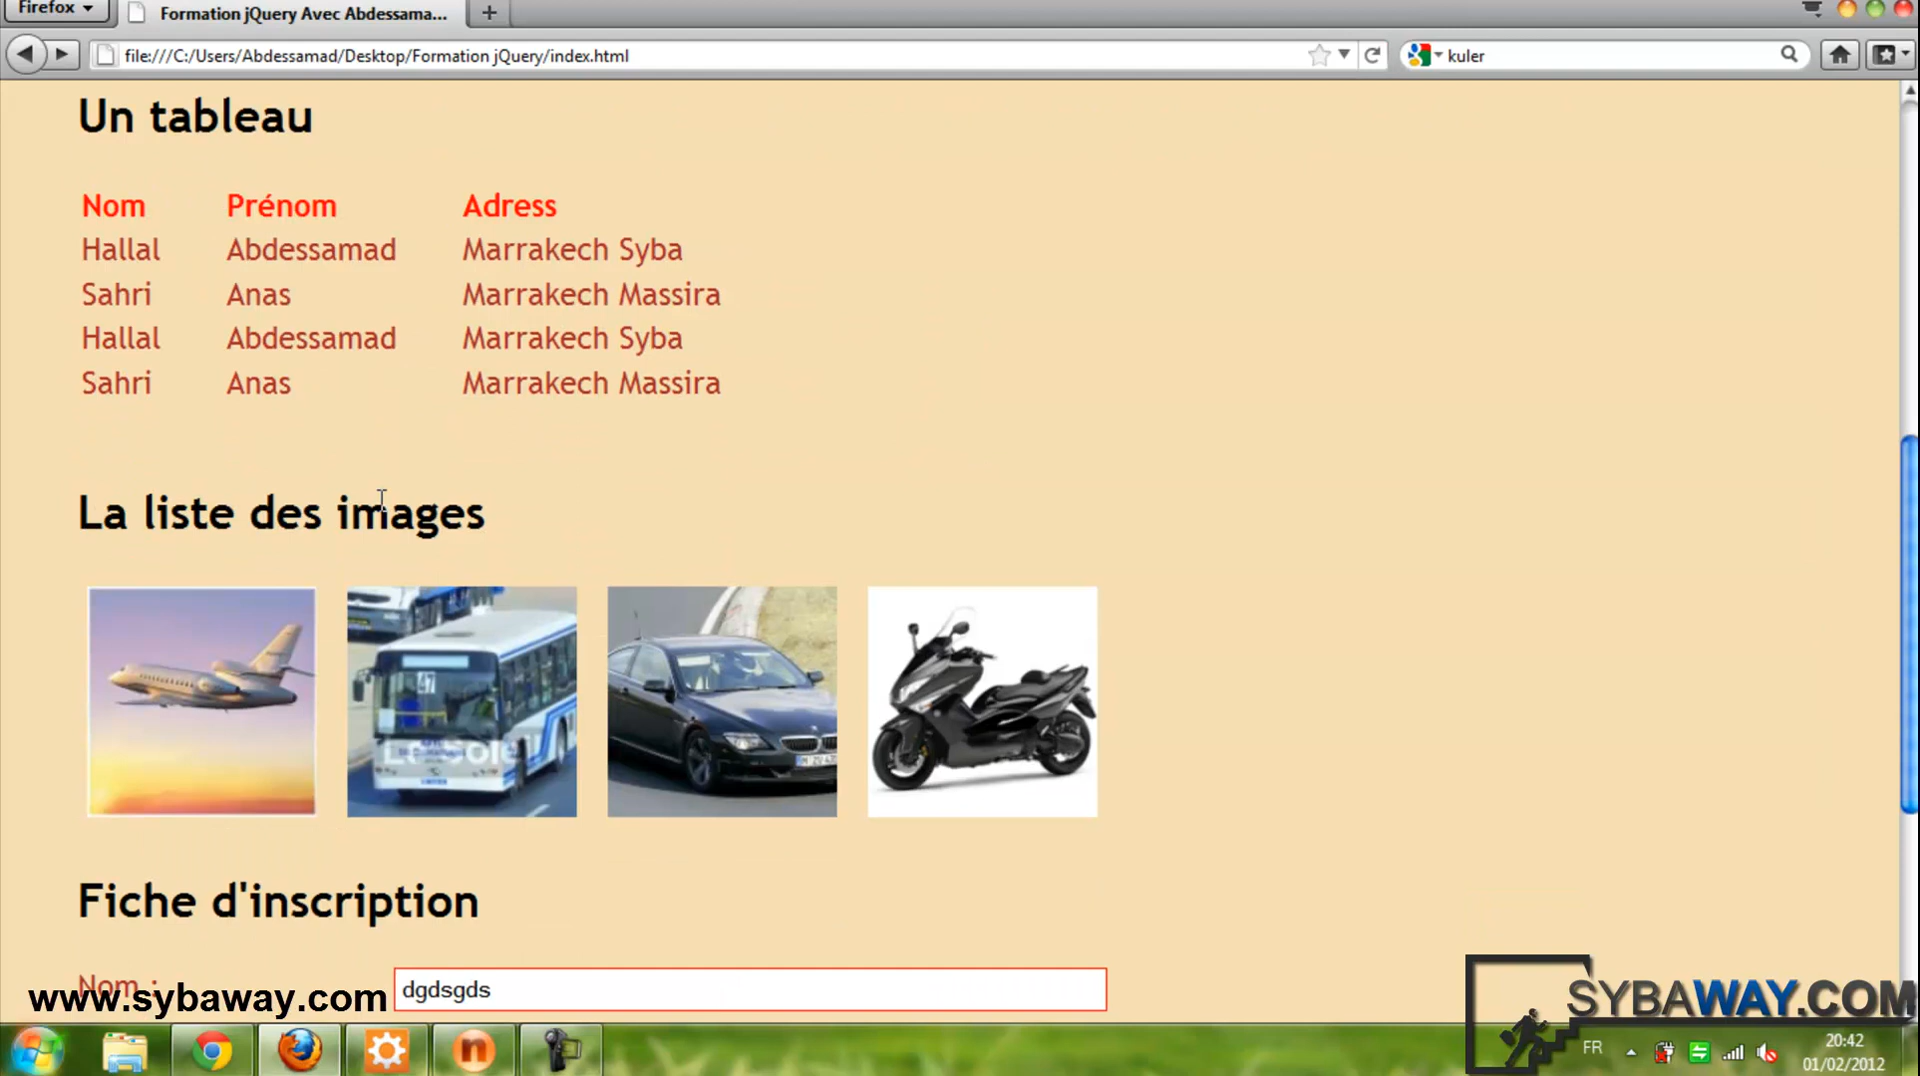 Firefox
Formation jQuery Avec Abdessama...
file:///C:/Users/Abdessamad/Desktop/Formation jQuery/index.html
kuler
Un tableau
Nom Prénom Adress
Hallal Abdessamad Marrakech Syba
Sahri Anas Marrakech Massira
Hallal Abdessamad Marrakech Syba
Sahri Anas Marrakech Massira
La liste des images
47
Fiche d'inscription
Nom :
dgdsgds
www.sybaway.com
SYBAWAY.COM
FR
20:42
01/02/2012